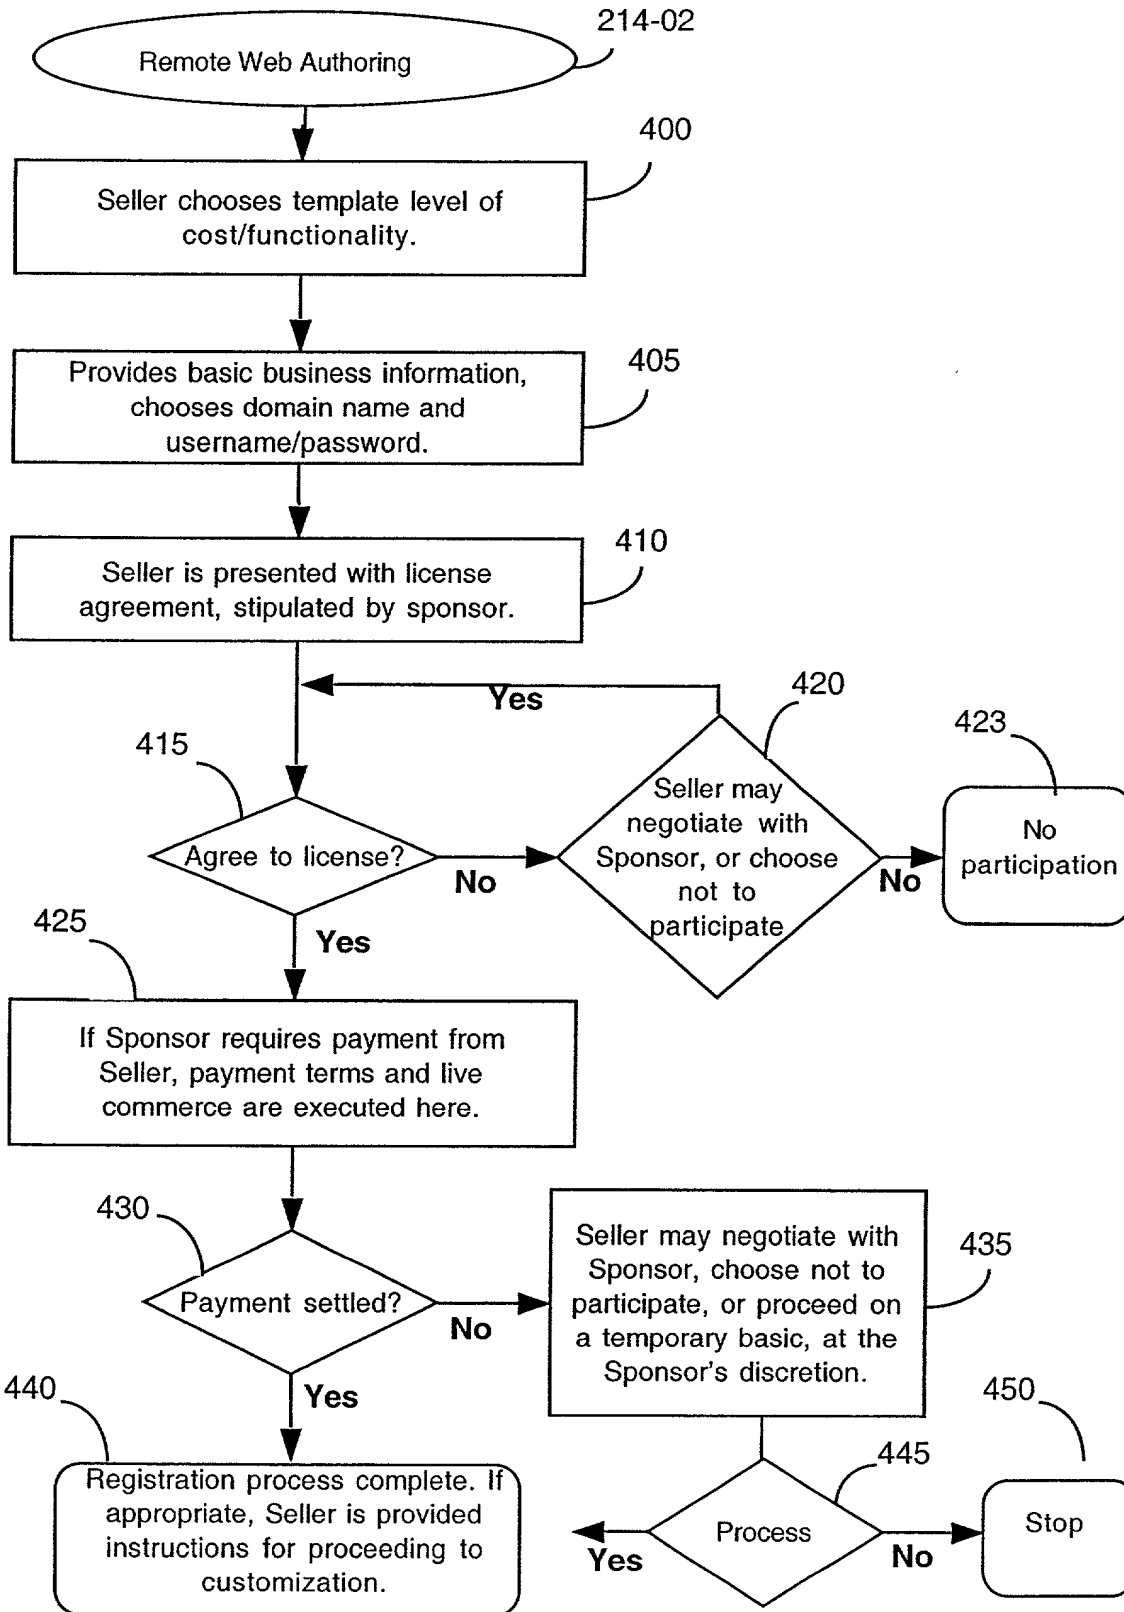 214-02
Remote Web Authoring
400
Seller chooses template level of
cost/functionality.
405
Provides basic business information,
chooses domain name and
username/password.
410
Seller is presented with license
agreement, stipulated by sponsor.
Yes
420
423
415
Seller may
negotiate with
Sponsor, or choose
not to
participate
No
participation
Agree to license?
No
No
Yes
425
If Sponsor requires payment from
Seller, payment terms and live
commerce are executed here.
430
Payment settled?
No
Seller may negotiate with
Sponsor, choose not to
participate, or proceed on
a temporary basic, at the
Sponsor's discretion.
435
Yes
440
Registration process complete. If
appropriate, Seller is provided
instructions for proceeding to
customization.
445
450
Process
Yes
No
Stop